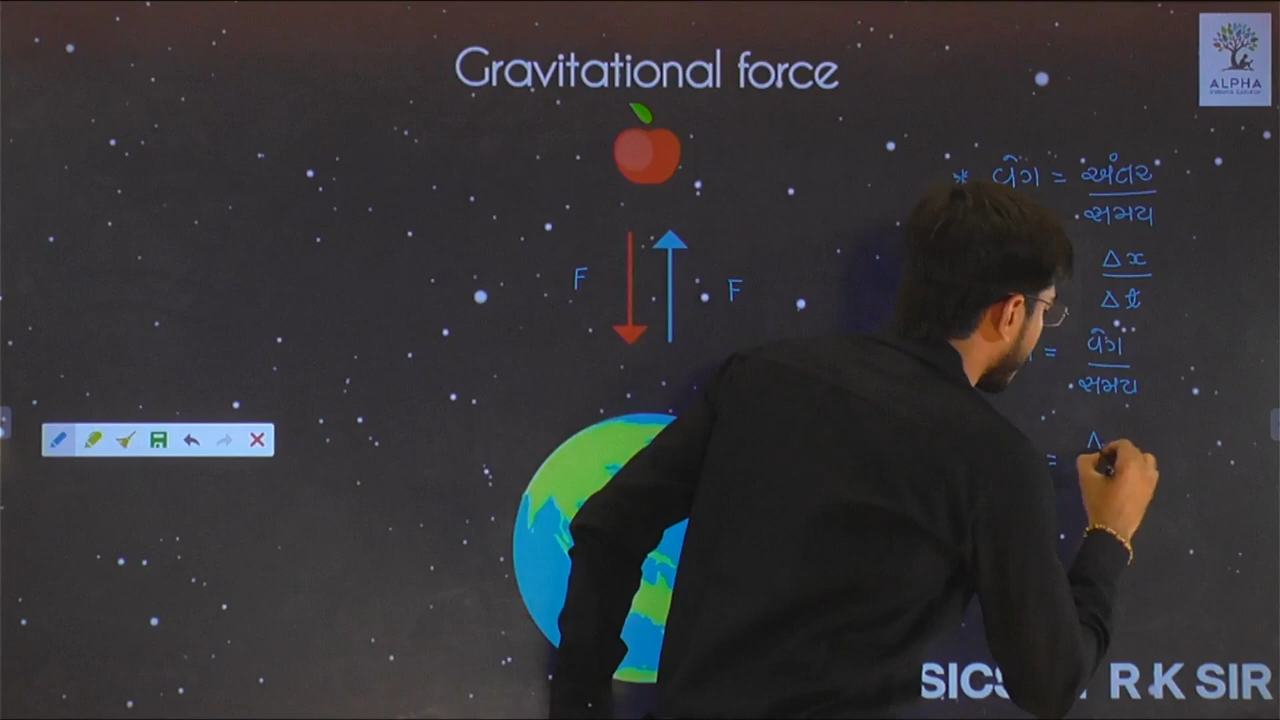 Gravitational force
ALPHA
F
F
* વેગ = અંતર
સમય
Δx
Δt
= વેગ
સમય
= Δ
R K SIR